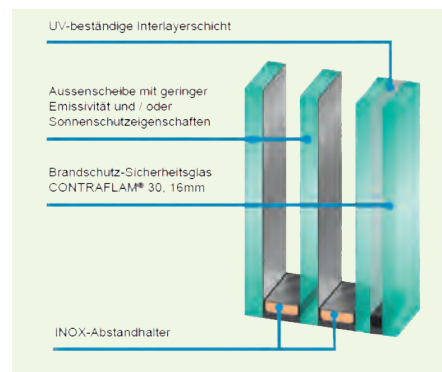 UV-beständige Interlayerschicht
Aussenscheibe mit geringer
Emissivität und / oder
Sonnenschutzeigenschaften
Brandschutz-Sicherheitsglas
CONTRAFLAM® 30, 16mm
INOX-Abstandhalter